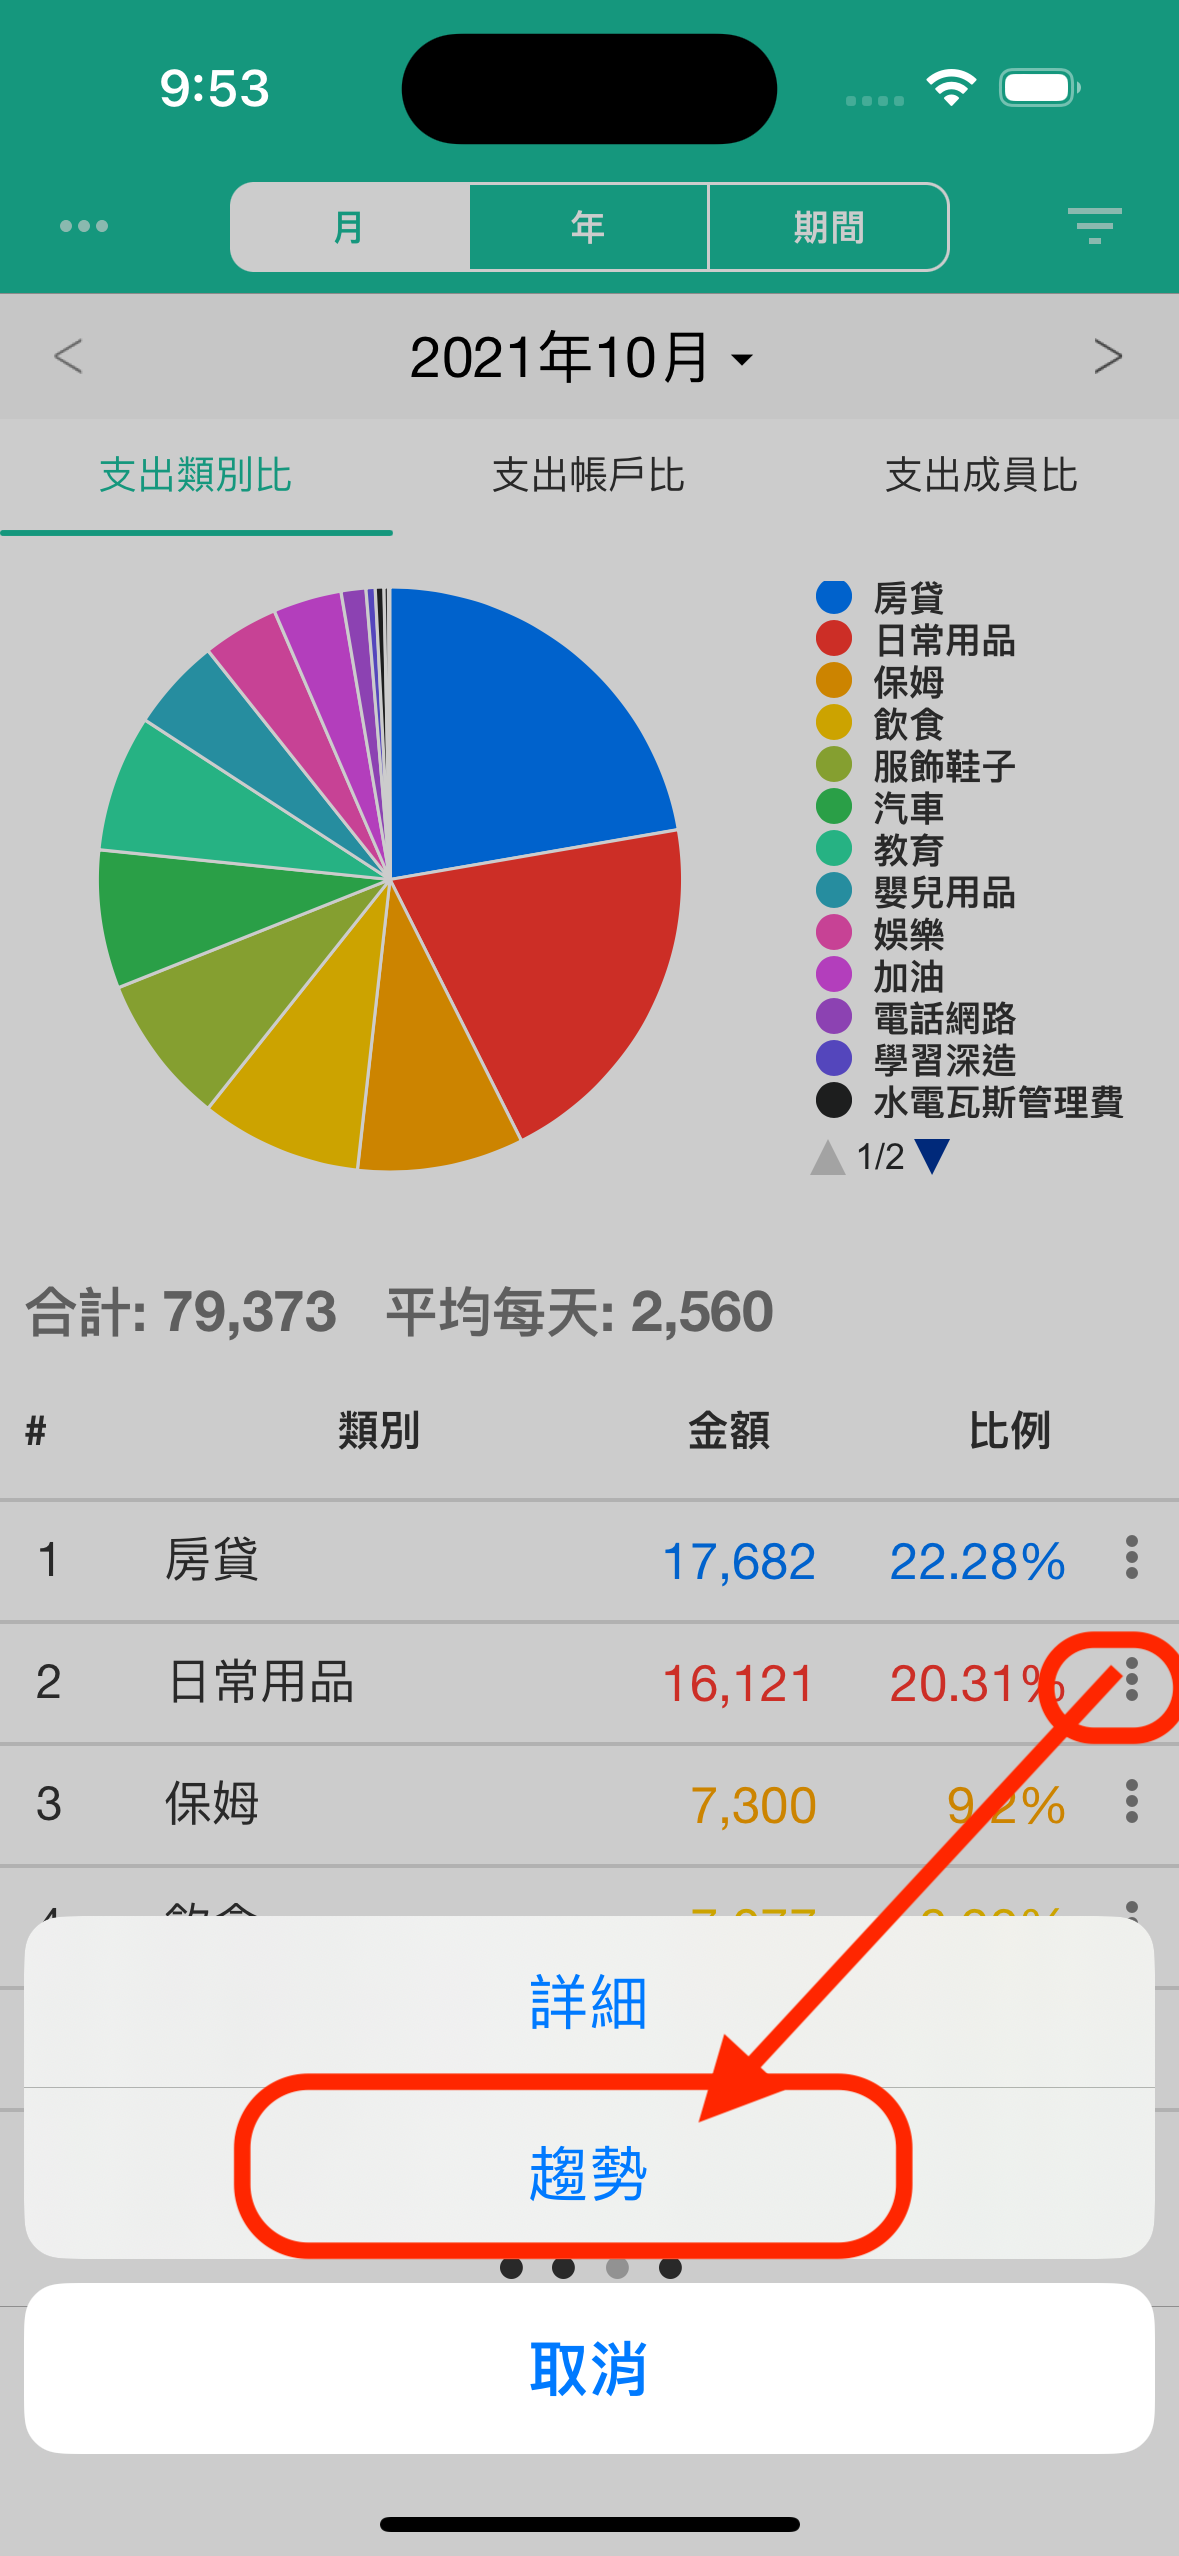 9:53
月 年 期間
< 2021年10月 >
支出類別比 支出帳戶比 支出成員比
房貸
日常用品
保姆
飲食
服飾鞋子
汽車
教育
嬰兒用品
娛樂
加油
電話網路
學習深造
水電瓦斯管理費
1/2
合計: 79,373 平均每天: 2,560
# 類別 金額 比例
1 房貸 17,682 22.28%
2 日常用品 16,121 20.31%
3 保姆 7,300 9.2%
4 飲食
詳細
趨勢
取消